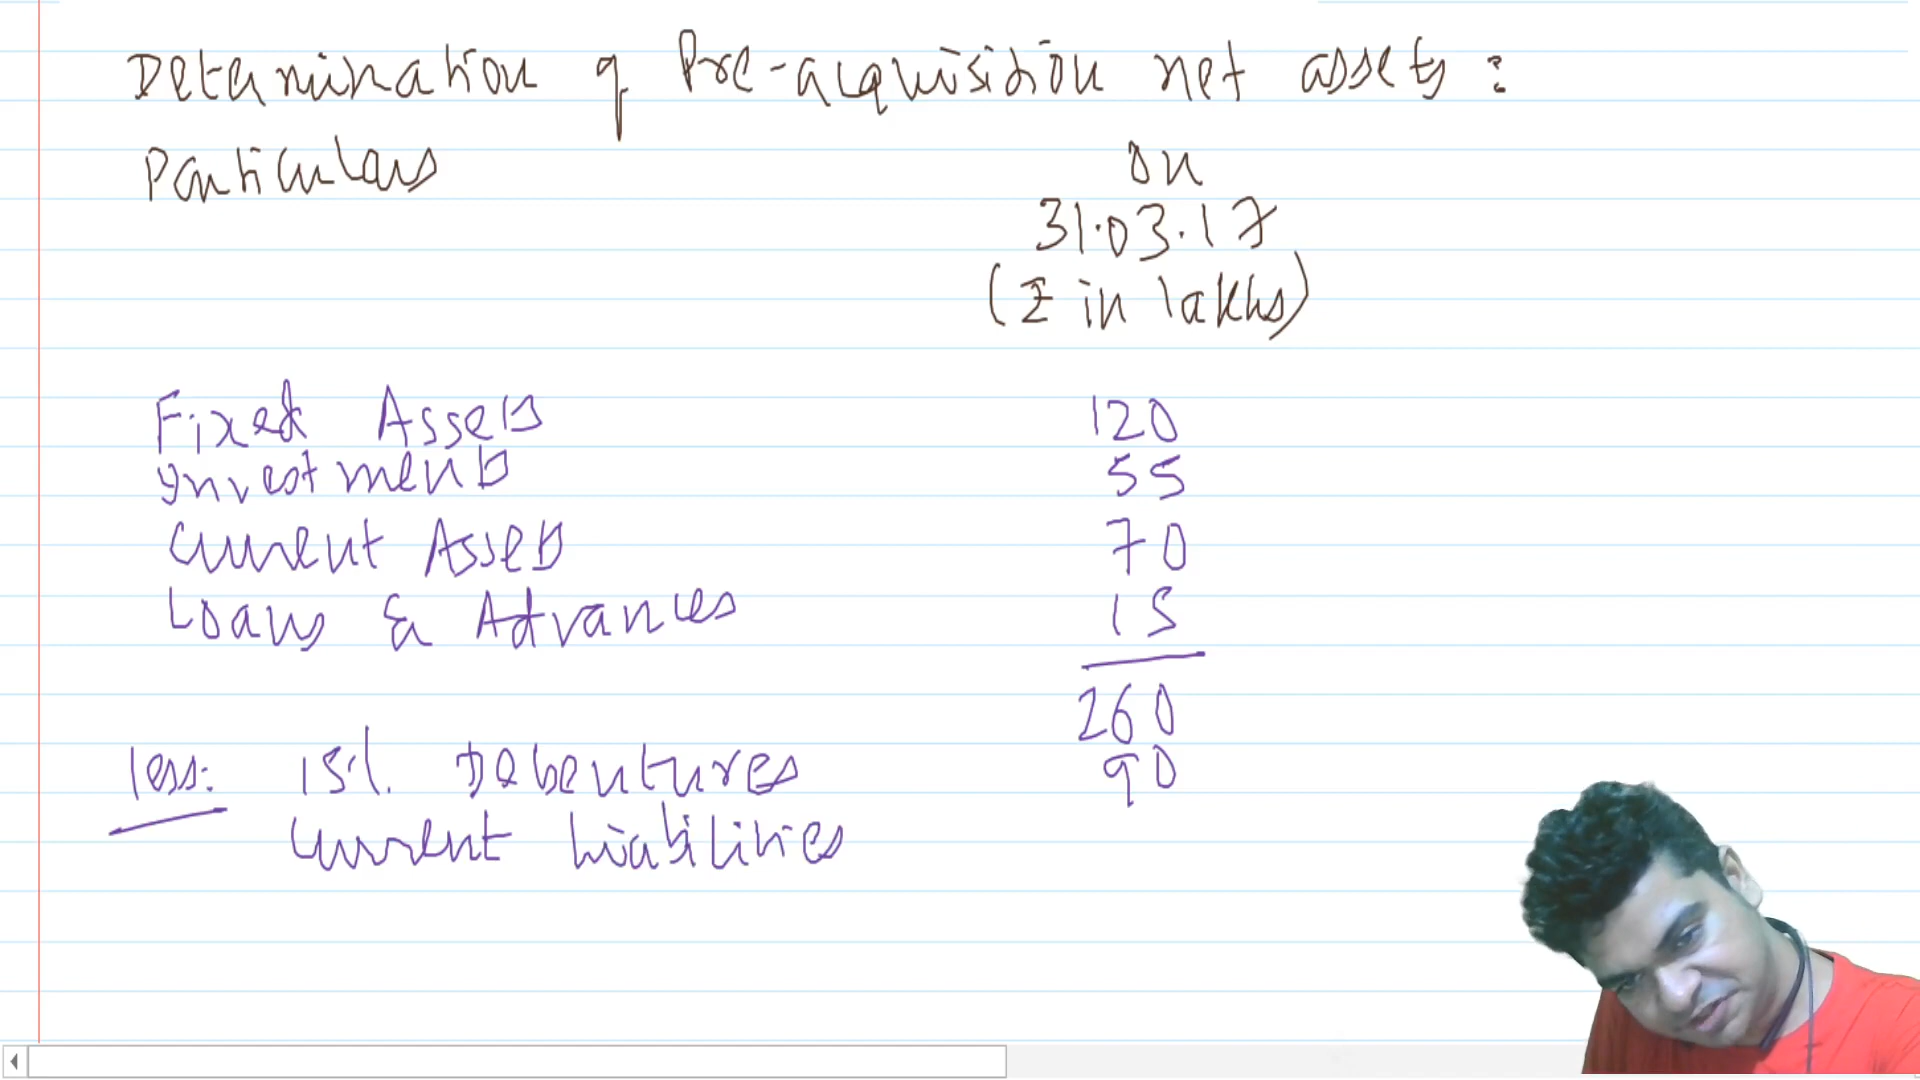 Determination of Pre-acquisition net assets :
Particulars on
31.03.17
(₹ in lakhs)
Fixed Assets 120
Investments 55
Current Assets 70
Loans & Advances 15
260
Less: 15% Debentures 90
Current Liabilities